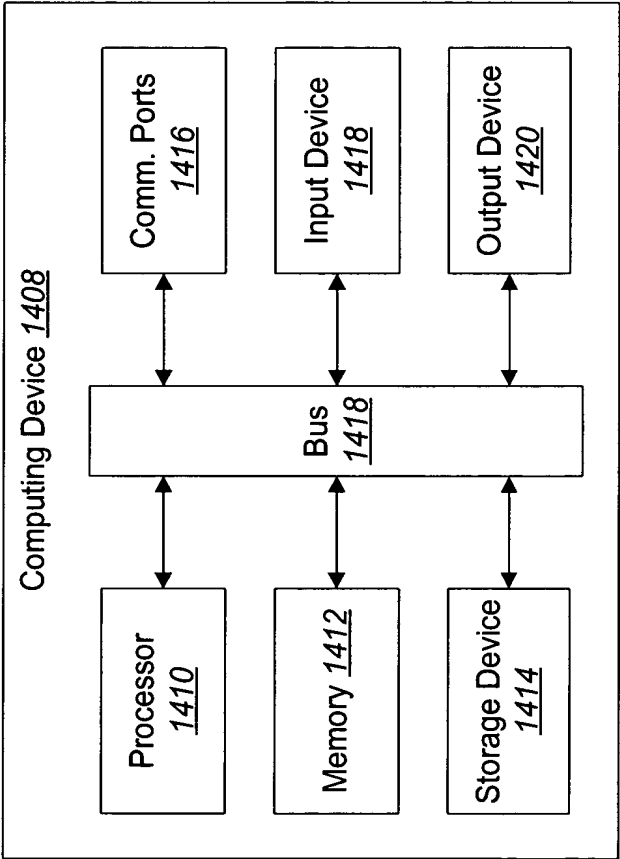 Computing Device 1408
Processor
1410
Memory 1412
Storage Device
1414
Bus
1418
Comm. Ports
1416
Input Device
1418
Output Device
1420